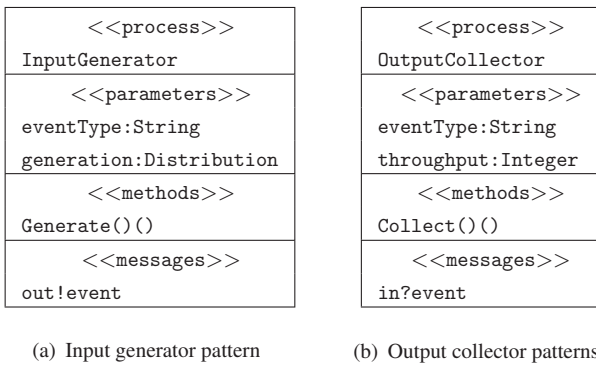 <<process>>
InputGenerator
<<parameters>>
eventType:String
generation:Distribution
<<methods>>
Generate()()
<<messages>>
out!event
(a) Input generator pattern
<<process>>
OutputCollector
<<parameters>>
eventType:String
throughput:Integer
<<methods>>
Collect()()
<<messages>>
in?event
(b) Output collector patterns